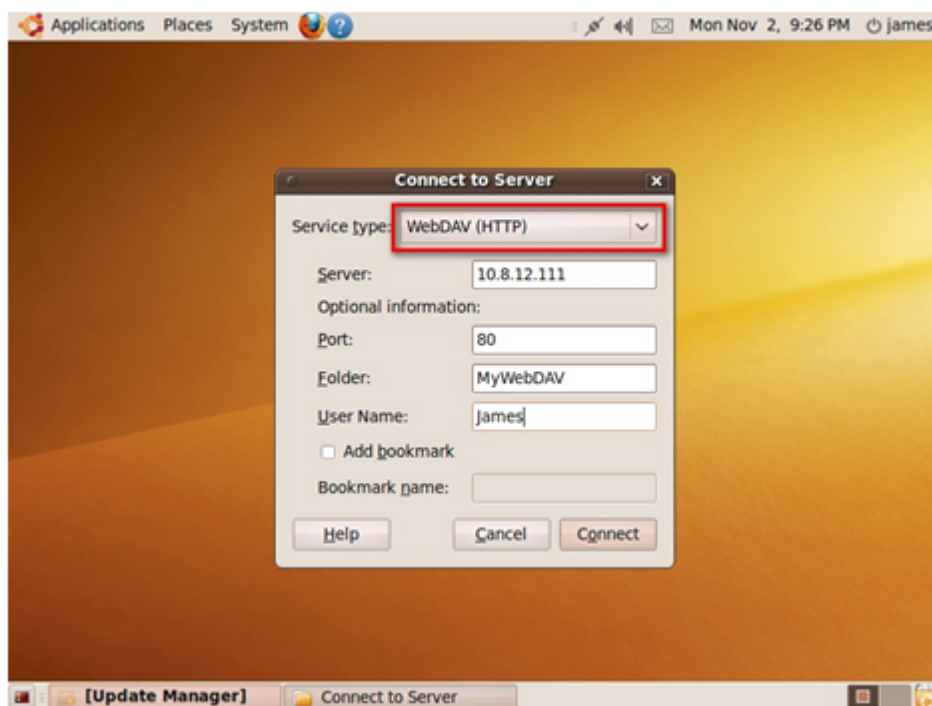 Applications Places System Mon Nov 2, 9:26 PM james
Connect to Server
Service type: WebDAV (HTTP)
Server: 10.8.12.111
Optional information:
Port: 80
Folder: MyWebDAV
User Name: James
Add bookmark
Bookmark name:
Help Cancel Connect
[Update Manager] Connect to Server